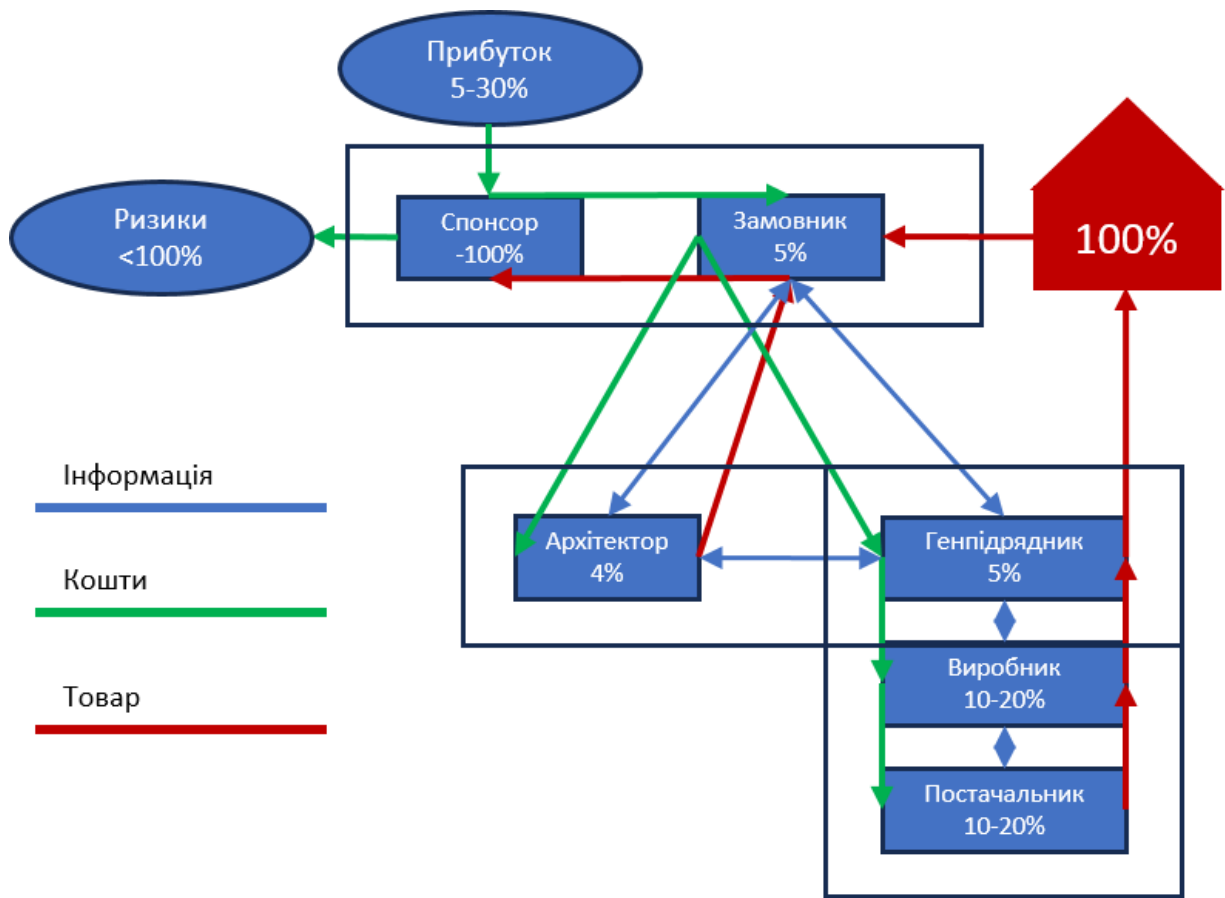 Прибуток
5-30%
Ризики
<100%
Спонсор
-100%
Замовник
5%
100%
Інформація
Кошти
Товар
Архітектор
4%
Генпідрядник
5%
Виробник
10-20%
Постачальник
10-20%